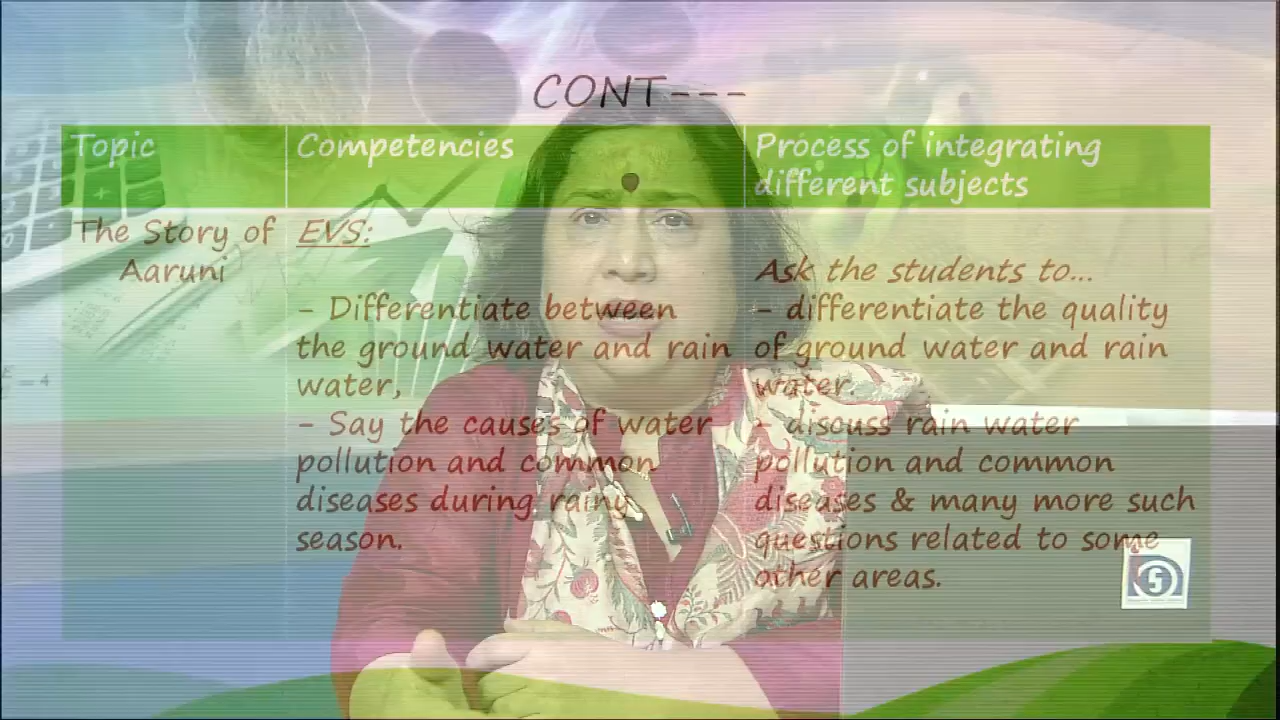 CONT---
Topic
Competencies
Process of integrating
different subjects
The Story of
Aaruni
EVS:
- Differentiate between
the ground water and rain
water,
- Say the causes of water
pollution and common
diseases during rainy
season.
Ask the students to...
- differentiate the quality
of ground water and rain
water.
- discuss rain water
pollution and common
diseases & many more such
questions related to some
other areas.